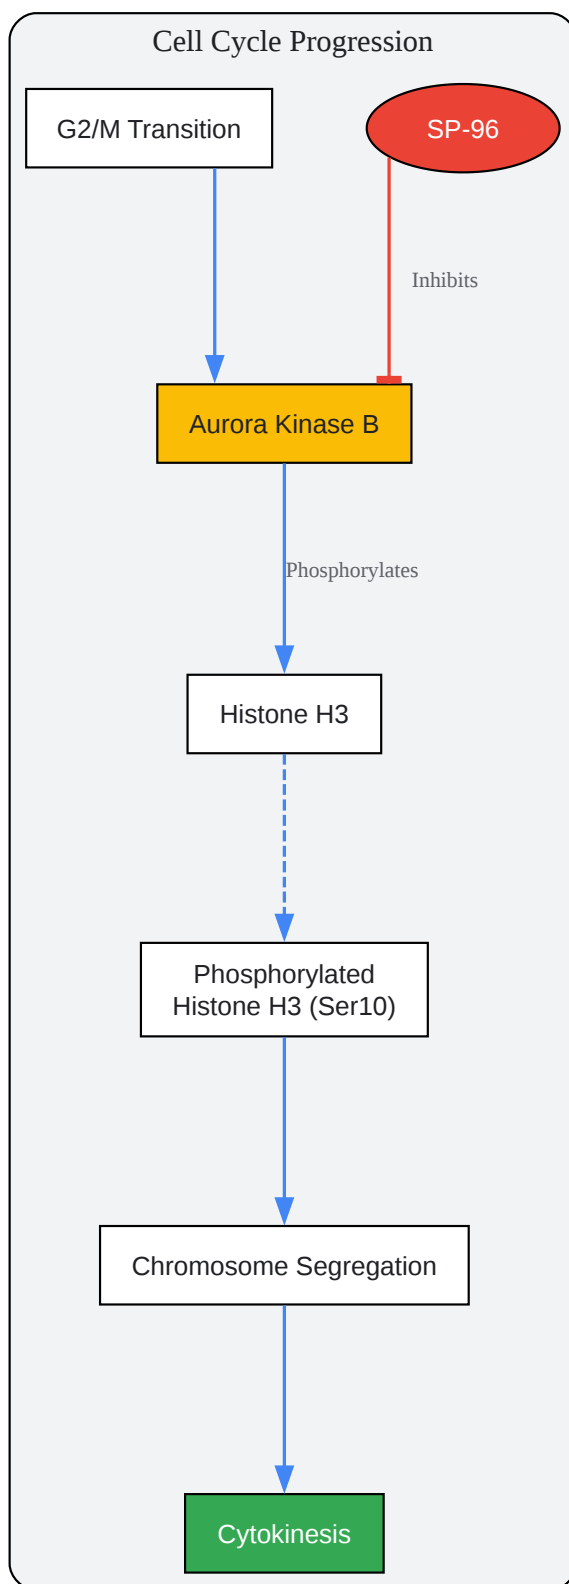 Cell Cycle Progression
G2/M Transition
SP-96
Inhibits
Aurora Kinase B
Phosphorylates
Histone H3
Phosphorylated
Histone H3 (Ser10)
Chromosome Segregation
Cytokinesis